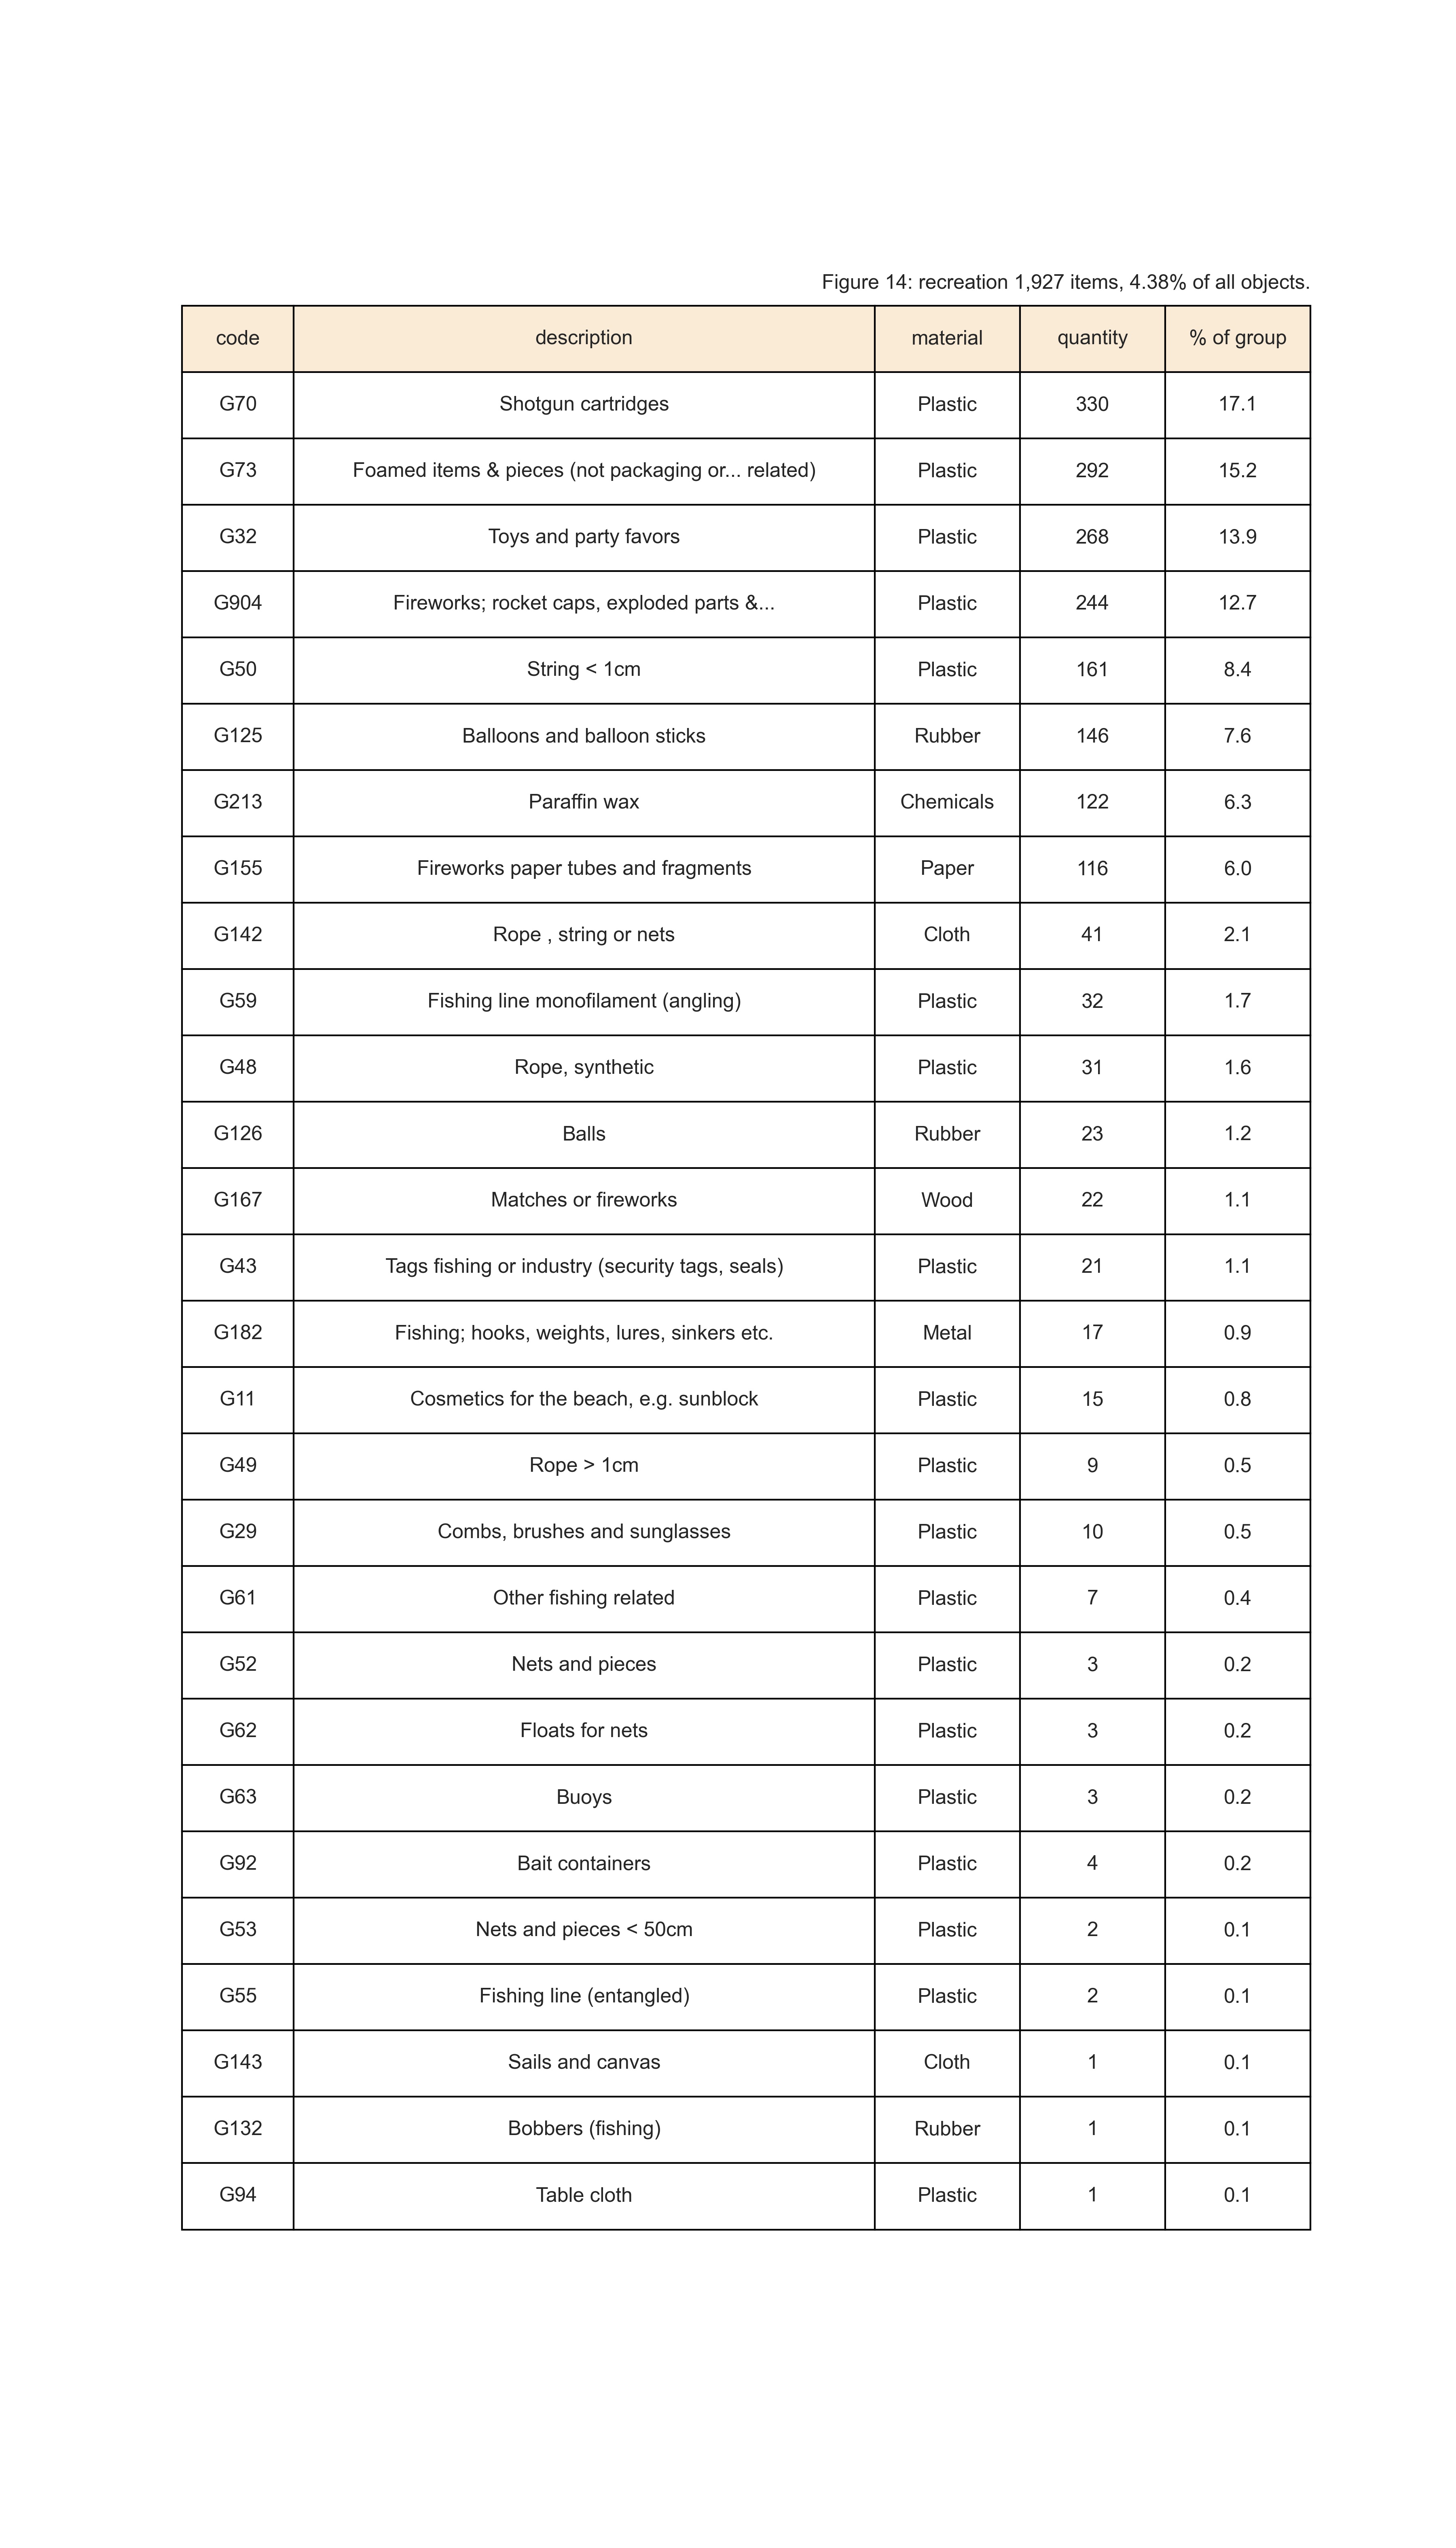 Figure 14: recreation 1,927 items, 4.38% of all objects.
code description material quantity % of group
G70 Shotgun cartridges Plastic 330 17.1
G73 Foamed items & pieces (not packaging or... related) Plastic 292 15.2
G32 Toys and party favors Plastic 268 13.9
G904 Fireworks; rocket caps, exploded parts &... Plastic 244 12.7
G50 String < 1cm Plastic 161 8.4
G125 Balloons and balloon sticks Rubber 146 7.6
G213 Paraffin wax Chemicals 122 6.3
G155 Fireworks paper tubes and fragments Paper 116 6.0
G142 Rope , string or nets Cloth 41 2.1
G59 Fishing line monofilament (angling) Plastic 32 1.7
G48 Rope, synthetic Plastic 31 1.6
G126 Balls Rubber 23 1.2
G167 Matches or fireworks Wood 22 1.1
G43 Tags fishing or industry (security tags, seals) Plastic 21 1.1
G182 Fishing; hooks, weights, lures, sinkers etc. Metal 17 0.9
G11 Cosmetics for the beach, e.g. sunblock Plastic 15 0.8
G49 Rope > 1cm Plastic 9 0.5
G29 Combs, brushes and sunglasses Plastic 10 0.5
G61 Other fishing related Plastic 7 0.4
G52 Nets and pieces Plastic 3 0.2
G62 Floats for nets Plastic 3 0.2
G63 Buoys Plastic 3 0.2
G92 Bait containers Plastic 4 0.2
G53 Nets and pieces < 50cm Plastic 2 0.1
G55 Fishing line (entangled) Plastic 2 0.1
G143 Sails and canvas Cloth 1 0.1
G132 Bobbers (fishing) Rubber 1 0.1
G94 Table cloth Plastic 1 0.1